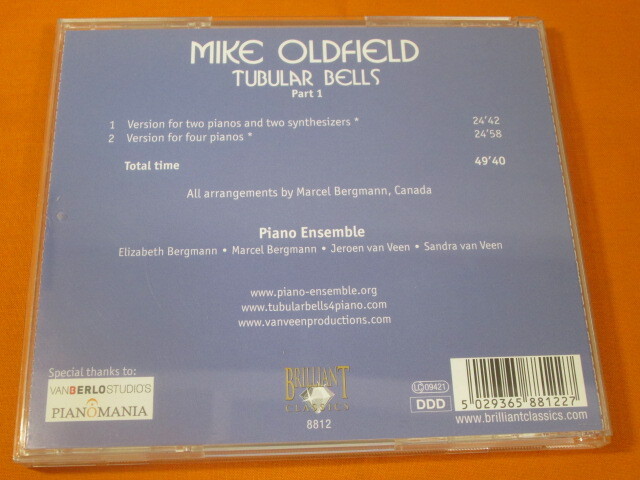 MIKE OLDFIELD
TUBULAR BELLS
Part 1
1 Version for two pianos and two synthesizers * 24'42
2 Version for four pianos * 24'58
Total time 49'40
All arrangements by Marcel Bergmann, Canada
Piano Ensemble
Elizabeth Bergmann • Marcel Bergmann • Jeroen van Veen • Sandra van Veen
www.piano-ensemble.org
www.tubularbells4piano.com
www.vanveenproductions.com
Special thanks to:
VANBERLOSTUDIO'S
PIANOMANIA
BRILLIANT
CLASSICS
8812
LC 09421
DDD
5 029365 881227
www.brilliantclassics.com